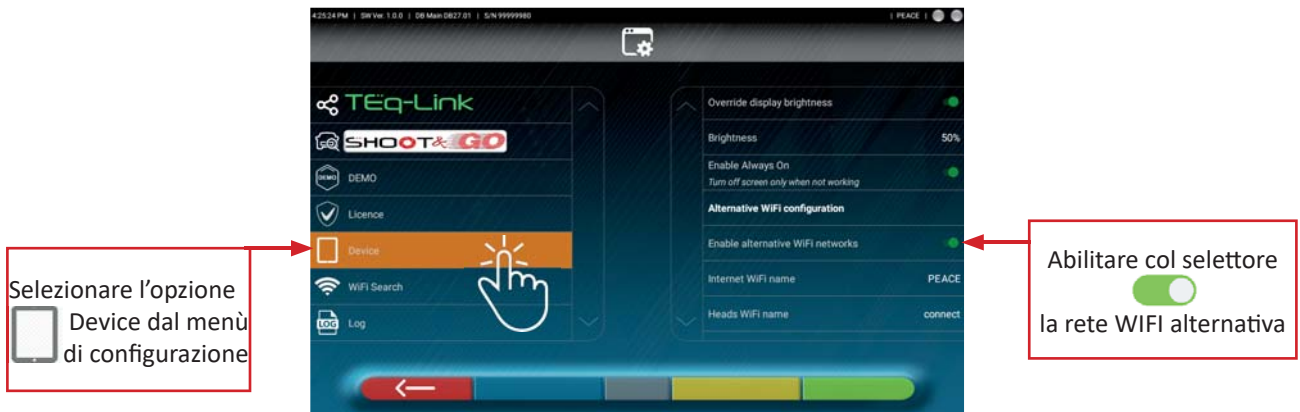 4:25:24 PM | SW Ver. 1.0.0 | DB Main DB27.01 | S/N 99999980
| PEACE |
TEq-Link
SHOOT& GO
DEMO
DEMO
Licence
Device
WiFi Search
LOG
Log
Override display brightness
Brightness
50%
Enable Always On
Turn off screen only when not working
Alternative WiFi configuration
Enable alternative WiFi networks
Internet WiFi name
PEACE
Heads WiFi name
connect
Selezionare l’opzione
Device dal menù
di configurazione
Abilitare col selettore
la rete WIFI alternativa